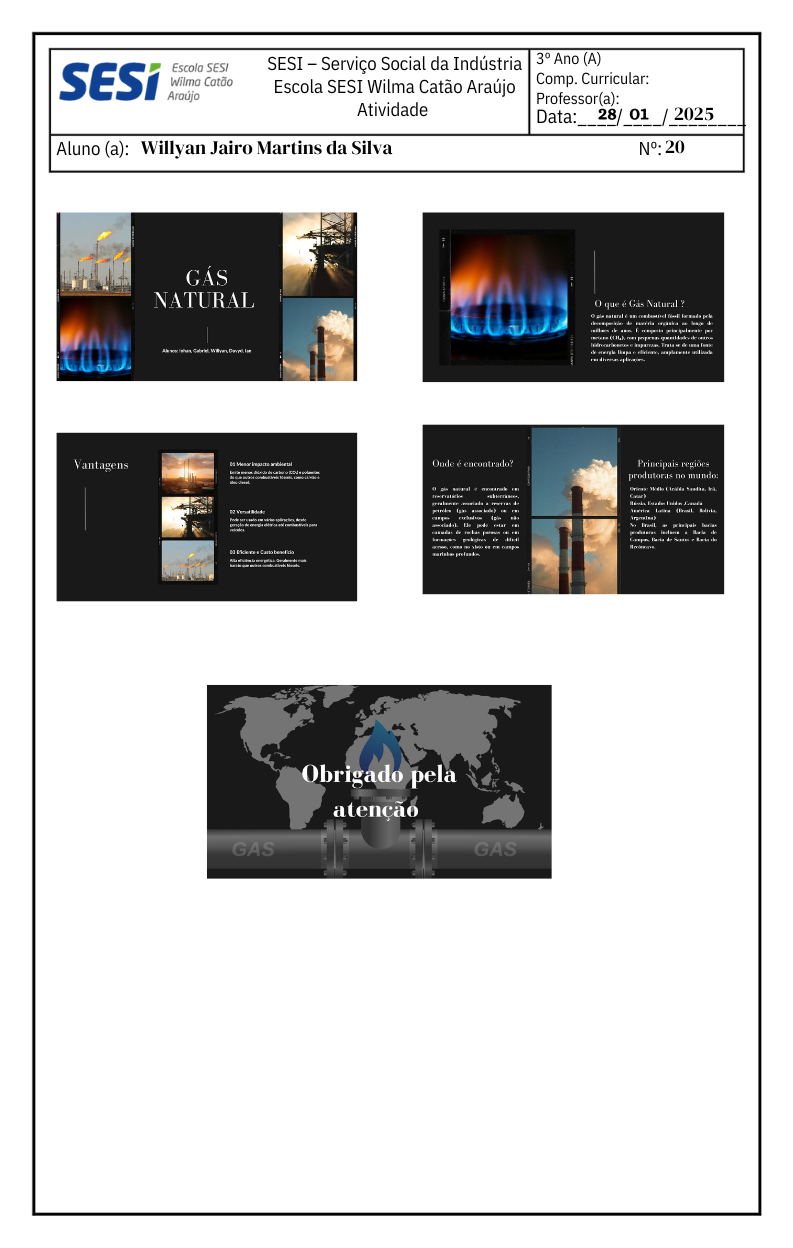 SESI
Escola SESI
Wilma Catão
Araújo
SESI – Serviço Social da Indústria
Escola SESI Wilma Catão Araújo
Atividade
3º Ano (A)
Comp. Curricular:
Professor(a):
Data:____28/_01__/_2025___
Aluno (a): Willyan Jairo Martins da Silva
Nº: 20
GÁS
NATURAL
Alunos: Inhan, Gabriel, Willyan, Davyd, Ian
O que é Gás Natural ?
O gás natural é um combustível fóssil formado pela
decomposição de matéria orgânica ao longo de
milhões de anos. É composto principalmente por
metano (CH₄), com pequenas quantidades de outros
hidrocarbonetos e impurezas. Trata-se de uma fonte
de energia limpa e eficiente, amplamente utilizada
em diversas aplicações.
Vantagens
01 Menor impacto ambiental
Emite menos dióxido de carbono (CO₂) e poluentes
do que outros combustíveis fósseis, como carvão e
óleo diesel.
02 Versatilidade
Pode ser usado em várias aplicações, desde
geração de energia elétrica até combustíveis para
veículos.
03 Eficiente e Custo benefício
Alta eficiência energética. Geralmente mais
barato que outros combustíveis fósseis.
Onde é encontrado?
O gás natural é encontrado em
reservatórios subterrâneos,
geralmente associado a reservas de
petróleo (gás associado) ou em
campos exclusivos (gás não
associado). Ele pode estar em
camadas de rochas porosas ou em
formações geológicas de difícil
acesso, como no xisto ou em campos
marinhos profundos.
Principais regiões
produtoras no mundo:
Oriente Médio (Arábia Saudita, Irã,
Catar)
Rússia, Estados Unidos ,Canadá
América Latina (Brasil, Bolívia,
Argentina)
No Brasil, as principais bacias
produtoras incluem a Bacia de
Campos, Bacia de Santos e Bacia do
Recôncavo.
Obrigado pela
atenção
GAS
GAS